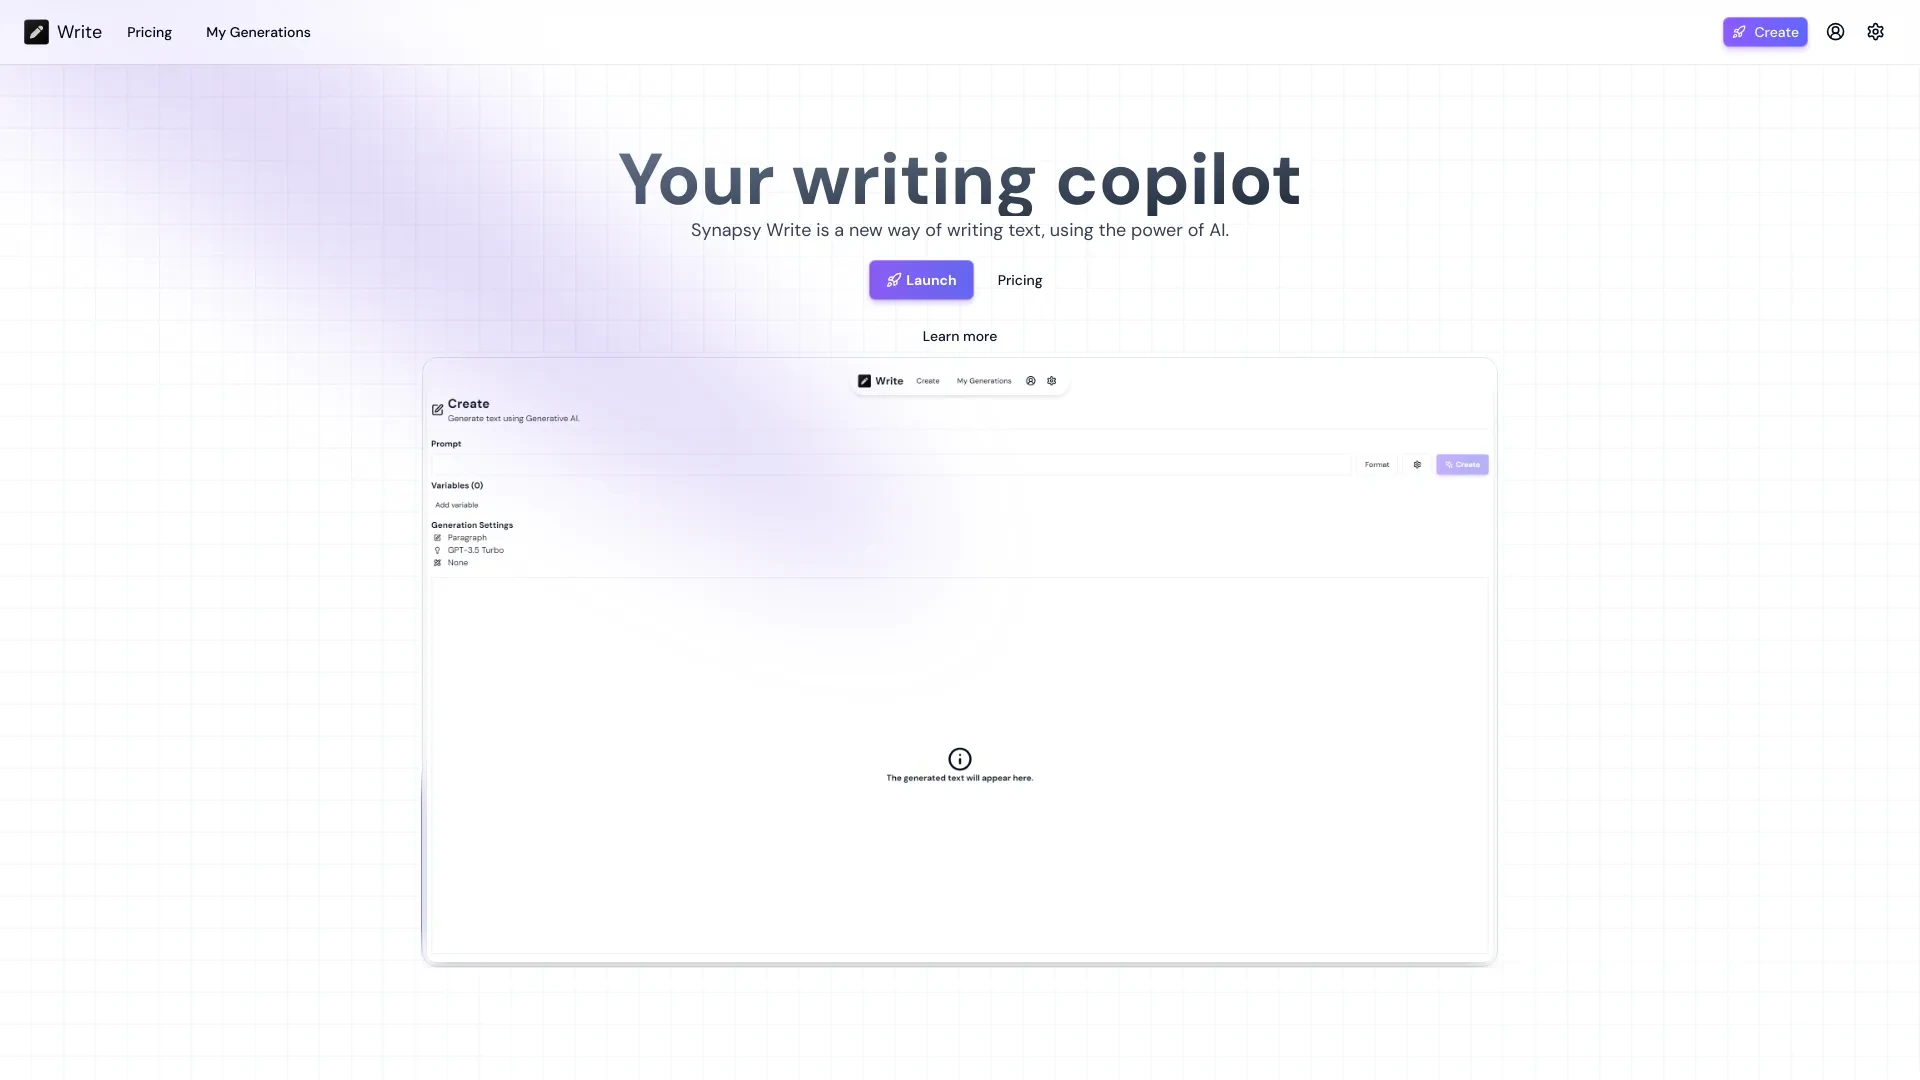 Write Pricing My Generations Create
Your writing copilot
Synapsy Write is a new way of writing text, using the power of AI.
Launch Pricing
Learn more
Write Create My Generations
Create
Generate text using Generative AI.
Prompt
Format Create
Variables (0)
Add variable
Generation Settings
Paragraph
GPT-3.5 Turbo
None
The generated text will appear here.